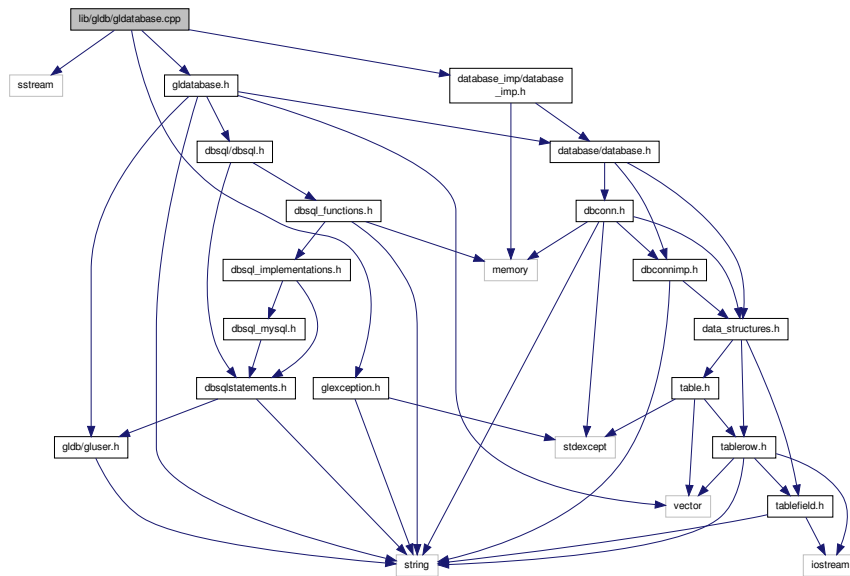 lib/gldb/gldatabase.cpp
sstream
gldatabase.h
database_imp/database
_imp.h
dbsql/dbsql.h
database/database.h
dbsql_functions.h
dbconn.h
dbsql_implementations.h
memory
dbconnimp.h
dbsql_mysql.h
data_structures.h
dbsqlstatements.h
glexception.h
table.h
gldb/gluser.h
stdexcept
tablerow.h
vector
tablefield.h
string
iostream